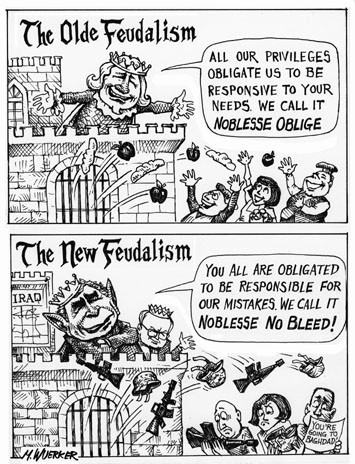 The Olde Feudalism
ALL OUR PRIVILEGES
OBLIGATE US TO BE
RESPONSIVE TO YOUR
NEEDS. WE CALL IT
NOBLESSE OBLIGE
The New Feudalism
IRAQ
YOU ALL ARE OBLIGATED
TO BE RESPONSIBLE FOR
OUR MISTAKES. WE CALL IT
NOBLESSE NO BLEED!
YOU'RE
GOING TO
BAGHDAD
M. WUERKER